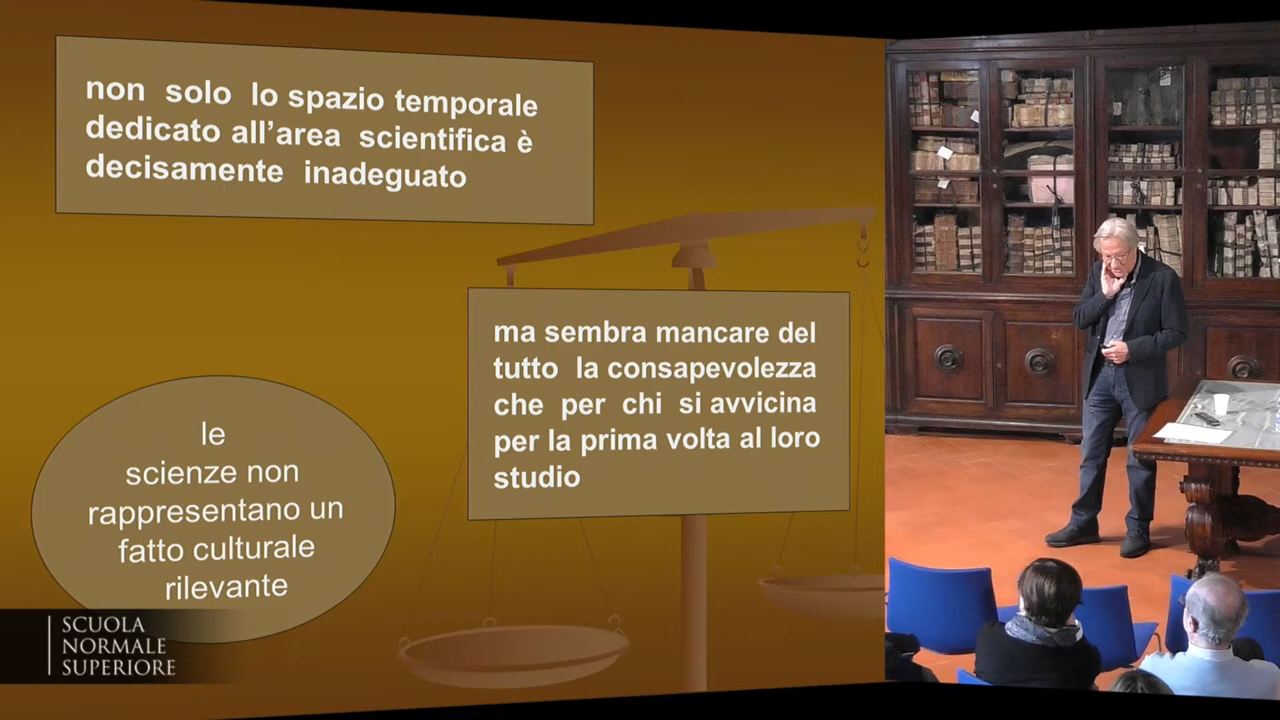 non solo lo spazio temporale
dedicato all'area scientifica è
decisamente inadeguato
ma sembra mancare del
tutto la consapevolezza
che per chi si avvicina
per la prima volta al loro
studio
le
scienze non
rappresentano un
fatto culturale
rilevante
SCUOLA
NORMALE
SUPERIORE